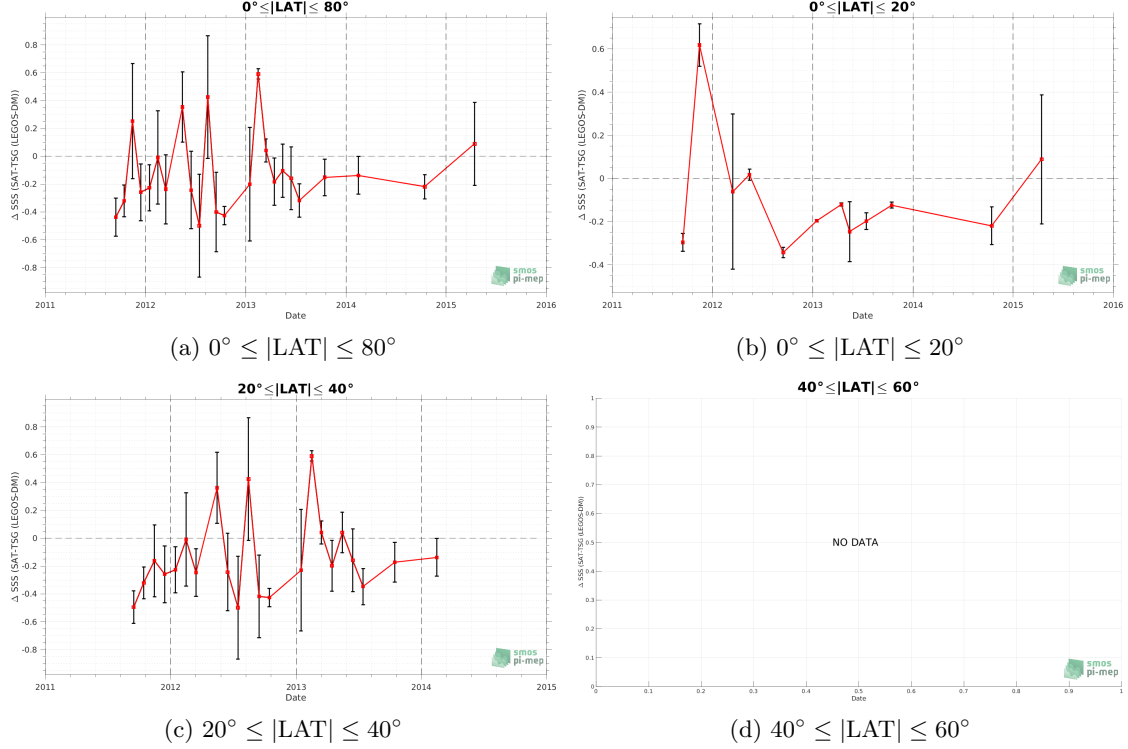 0°≤|LAT|≤ 80°
Δ SSS (SAT-TSG (LEGOS-DM))
0.8
0.6
0.4
0.2
0
-0.2
-0.4
-0.6
-0.8
2011 2012 2013 2014 2015 2016
Date
smos
pi-mep
(a) 0° ≤ |LAT| ≤ 80°
0°≤|LAT|≤ 20°
Δ SSS (SAT-TSG (LEGOS-DM))
0.6
0.4
0.2
0
-0.2
-0.4
2011 2012 2013 2014 2015 2016
Date
smos
pi-mep
(b) 0° ≤ |LAT| ≤ 20°
20°≤|LAT|≤ 40°
Δ SSS (SAT-TSG (LEGOS-DM))
0.8
0.6
0.4
0.2
0
-0.2
-0.4
-0.6
-0.8
2011 2012 2013 2014 2015
Date
smos
pi-mep
(c) 20° ≤ |LAT| ≤ 40°
40°≤|LAT|≤ 60°
Δ SSS (SAT-TSG (LEGOS-DM))
1
0.9
0.8
0.7
0.6
0.5
0.4
0.3
0.2
0.1
0
NO DATA
0 0.1 0.2 0.3 0.4 0.5 0.6 0.7 0.8 0.9 1
Date
smos
pi-mep
(d) 40° ≤ |LAT| ≤ 60°